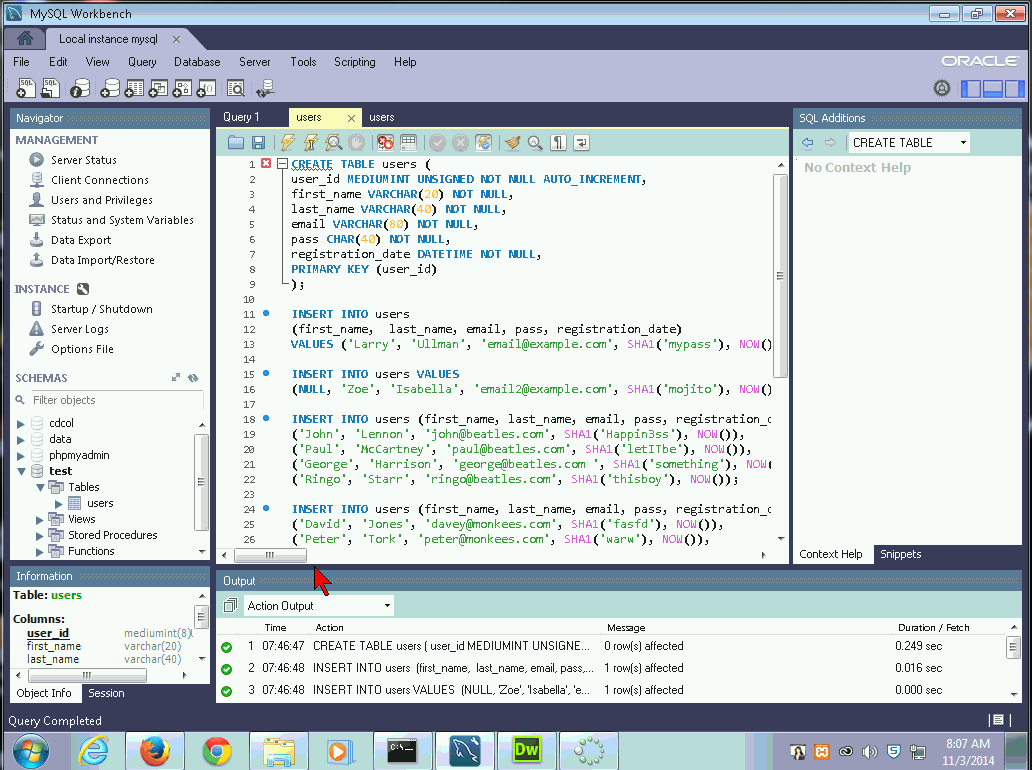 MySQL Workbench
Local instance mysql
File Edit View Query Database Server Tools Scripting Help
ORACLE
Navigator
MANAGEMENT
Server Status
Client Connections
Users and Privileges
Status and System Variables
Data Export
Data Import/Restore
INSTANCE
Startup / Shutdown
Server Logs
Options File
SCHEMAS
Filter objects
cdcol
data
phpmyadmin
test
Tables
users
Views
Stored Procedures
Functions
Information
Table: users
Columns:
user_id mediumint(8)
first_name varchar(20)
last_name varchar(40)
Object Info Session
Query 1 users users
1 CREATE TABLE users (
2 user_id MEDIUMINT UNSIGNED NOT NULL AUTO_INCREMENT,
3 first_name VARCHAR(20) NOT NULL,
4 last_name VARCHAR(40) NOT NULL,
5 email VARCHAR(60) NOT NULL,
6 pass CHAR(40) NOT NULL,
7 registration_date DATETIME NOT NULL,
8 PRIMARY KEY (user_id)
9 );
10
11 INSERT INTO users
12 (first_name, last_name, email, pass, registration_date)
13 VALUES ('Larry', 'Ullman', 'email@example.com', SHA1('mypass'), NOW()
14
15 INSERT INTO users VALUES
16 (NULL, 'Zoe', 'Isabella', 'email2@example.com', SHA1('mojito'), NOW()
17
18 INSERT INTO users (first_name, last_name, email, pass, registration_d
19 ('John', 'Lennon', 'john@beatles.com', SHA1('Happin3ss'), NOW()),
20 ('Paul', 'McCartney', 'paul@beatles.com', SHA1('letITbe'), NOW()),
21 ('George', 'Harrison', 'george@beatles.com ', SHA1('something'), NOW(
22 ('Ringo', 'Starr', 'ringo@beatles.com', SHA1('thisboy'), NOW());
23
24 INSERT INTO users (first_name, last_name, email, pass, registration_d
25 ('David', 'Jones', 'davey@monkees.com', SHA1('fasfd'), NOW()),
26 ('Peter', 'Tork', 'peter@monkees.com', SHA1('warw'), NOW()),
SQL Additions
CREATE TABLE
No Context Help
Context Help Snippets
Output
Action Output
Time Action Message Duration / Fetch
1 07:46:47 CREATE TABLE users ( user_id MEDIUMINT UNSIGNE... 0 row(s) affected 0.249 sec
2 07:46:48 INSERT INTO users (first_name, last_name, email, pass,... 1 row(s) affected 0.016 sec
3 07:46:48 INSERT INTO users VALUES (NULL, 'Zoe', 'Isabella', 'e... 1 row(s) affected 0.000 sec
Query Completed
Dw
8:07 AM
11/3/2014